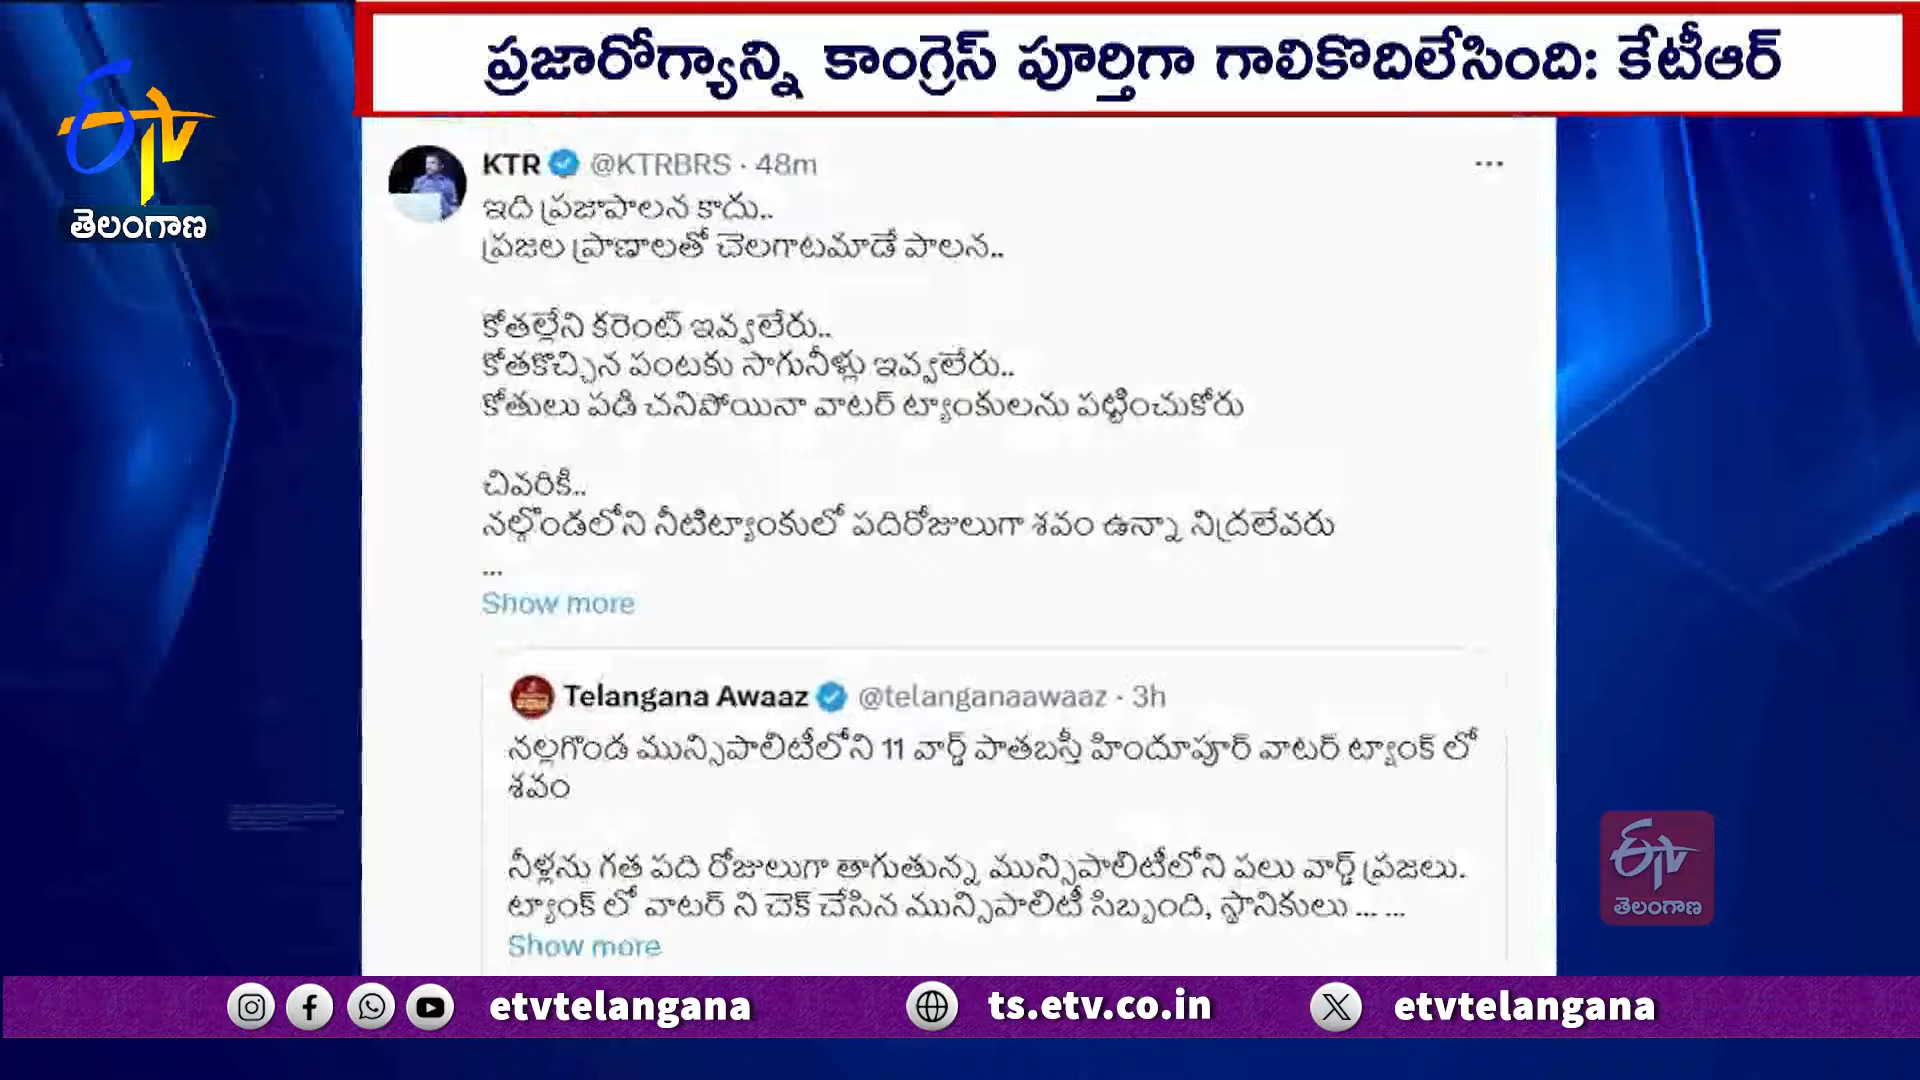 ప్రజారోగ్యాన్ని కాంగ్రెస్ పూర్తిగా గాలికొదిలేసింది: కేటీఆర్
ETV
తెలంగాణ
KTR @KTRBRS · 48m
ఇది ప్రజాపాలన కాదు..
ప్రజల ప్రాణాలతో చెలగాటమాడే పాలన..
కోతల్లేని కరెంట్ ఇవ్వలేరు..
కోతకొచ్చిన పంటకు సాగునీళ్లు ఇవ్వలేరు..
కోతులు పడి చనిపోయినా వాటర్ ట్యాంకులను పట్టించుకోరు
చివరికి..
నల్గొండలోని నీటిట్యాంకులో పదిరోజులుగా శవం ఉన్నా నిద్రలేవరు
...
Show more
Telangana Awaaz @telanganaawaaz · 3h
నల్లగొండ మున్సిపాలిటీలోని 11 వార్డ్ పాతబస్తీ హిందూపూర్ వాటర్ ట్యాంక్ లో
శవం
నీళ్లను గత పది రోజులుగా తాగుతున్న మున్సిపాలిటీలోని పలు వార్డ్ ప్రజలు.
ట్యాంక్ లో వాటర్ ని చెక్ చేసిన మున్సిపాలిటీ సిబ్బంది, స్థానికులు ... ...
Show more
ETV
తెలంగాణ
etvtelangana ts.etv.co.in etvtelangana